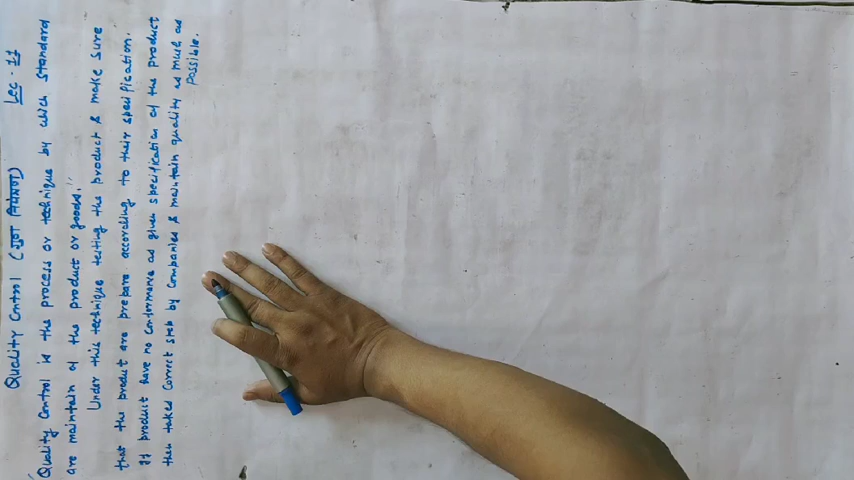 Quality Control (गुणता नियंत्रण) Lec - 11
"Quality Control is the process or technique by which standard
are maintain of the product or goods."
Under this technique testing the product & make sure
that the product are prepare according to their specification.
If product have no conformance as given specification of the product
then taked correct step by companies & maintain quality as much as
possible.